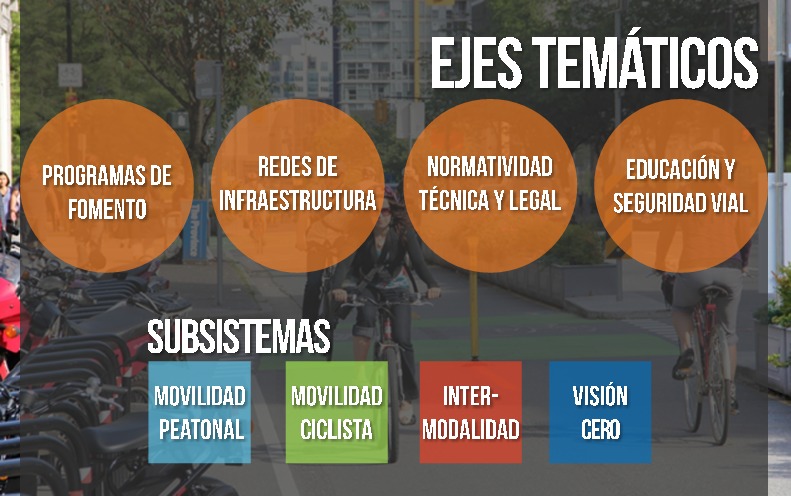 EJES TEMÁTICOS
PROGRAMAS DE
FOMENTO
REDES DE
INFRAESTRUCTURA
NORMATIVIDAD
TÉCNICA Y LEGAL
EDUCACIÓN Y
SEGURIDAD VIAL
SUBSISTEMAS
MOVILIDAD
PEATONAL
MOVILIDAD
CICLISTA
INTER-
MODALIDAD
VISIÓN
CERO